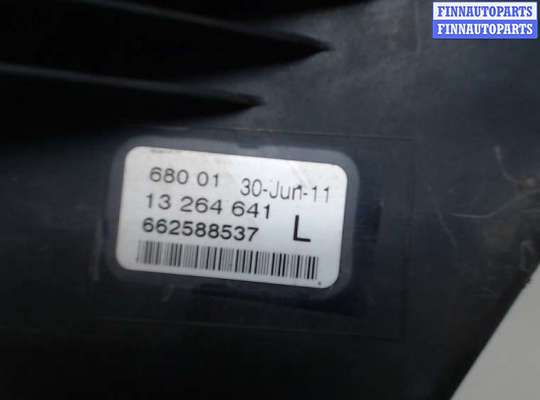 FINNAUTOPARTS
FINNAUTOPARTS
680 01 30-Jun-11
13 264 641
662588537 L